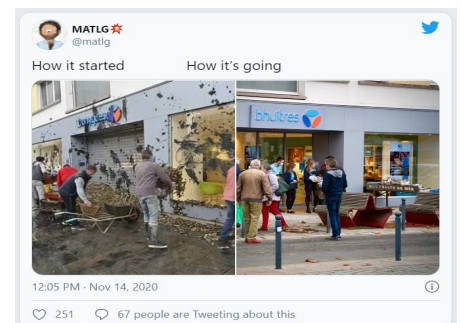 MATLG💥
@matlg
How it started How it's going
bhuîtres
12:05 PM · Nov 14, 2020
251 67 people are Tweeting about this